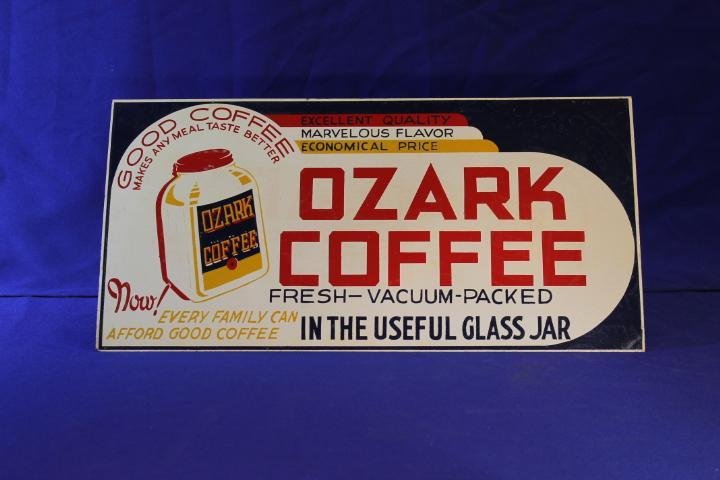 GOOD COFFEE
MAKES ANY MEAL TASTE BETTER
EXCELLENT QUALITY
MARVELOUS FLAVOR
ECONOMICAL PRICE
OZARK
COFFEE
OZARK
COFFEE
FRESH-VACUUM-PACKED
IN THE USEFUL GLASS JAR
Now!
EVERY FAMILY CAN
AFFORD GOOD COFFEE